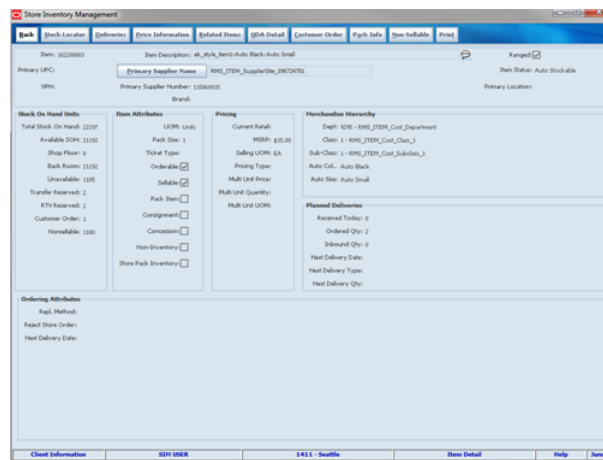 Store Inventory Management
Back Stock Locator Deliveries Price Information Related Items UDA Detail Customer Order Pack Info Non-Sellable Print
Item: 162200003 Item Description: ak_style_item1:Auto Black:Auto Small Ranged:
Primary UPC: Primary Supplier Name RMS_ITEM_SupplierSite_196724751 Item Status: Auto Stockable
VPN: Primary Supplier Number: Primary Location:
Brand:
Stock On Hand Units
Total Stock On Hand: 22297
Available SOH: 21192
Shop Floor: 0
Back Room: 21192
Unavailable: 1105
Transfer Reserved: 2
RTV Reserved: 2
Customer Order: 1
Nonsellable: 1100
Item Attributes
UOM: Units
Pack Size: 1
Ticket Type:
Orderable:
Sellable:
Pack Item:
Consignment:
Concession:
Non-Inventory:
Store Pack Inventory:
Pricing
Current Retail:
MSRP: $15.00
Selling UOM: EA
Pricing Type:
Multi Unit Price:
Multi Unit Quantity:
Multi Unit UOM:
Merchandise Hierarchy
Dept: 9295 - RMS_ITEM_Cost_Department
Class: 1 - RMS_ITEM_Cost_Class_1
Sub-Class: 1 - RMS_ITEM_Cost_Subclass_1
Auto Col... Auto Black
Auto Size: Auto Small
Planned Deliveries
Received Today: 0
Ordered Qty: 2
Inbound Qty: 0
Next Delivery Date:
Next Delivery Type:
Next Delivery Qty:
Ordering Attributes
Repl. Method:
Reject Store Order:
Next Delivery Date:
Client Information SIM USER 1411 - Seattle Item Detail Help June